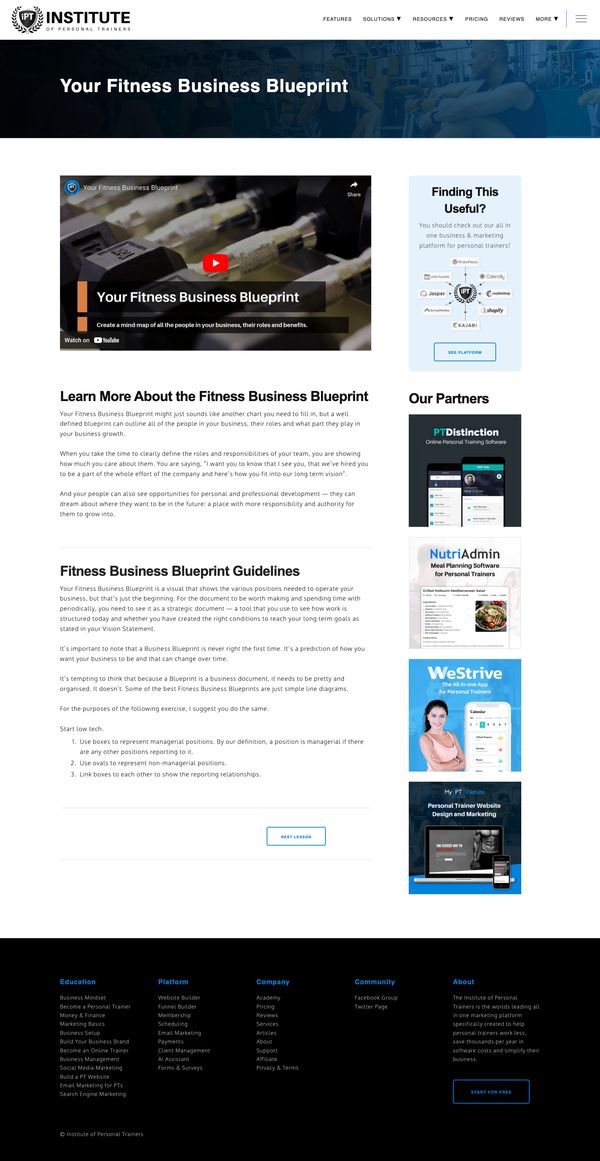 IPT INSTITUTE
OF PERSONAL TRAINERS
FEATURES
SOLUTIONS ▼
RESOURCES ▼
PRICING
REVIEWS
MORE ▼
Your Fitness Business Blueprint
Your Fitness Business Blueprint
Share
Your Fitness Business Blueprint
Create a mind-map of all the people in your business, their roles and benefits.
Watch on YouTube
Finding This
Useful?
You should check out our all in
one business & marketing
platform for personal trainers!
Calendly
Jasper
IPT
mailchimp
shopify
KAJABI
SEE PLATFORM
Learn More About the Fitness Business Blueprint
Your Fitness Business Blueprint might just sounds like another chart you need to fill in, but a well
defined blueprint can outline all of the people in your business, their roles and what part they play in
your business growth.
When you take the time to clearly define the roles and responsibilities of your team, you are showing
how much you care about them. You are saying, "I want you to know that I see you, that we've hired you
to be a part of the whole effort of the company and here's how you fit into our long term vision".
And your people can also see opportunities for personal and professional development — they can
dream about where they want to be in the future: a place with more responsibility and authority for
them to grow into.
Fitness Business Blueprint Guidelines
Your Fitness Business Blueprint is a visual that shows the various positions needed to operate your
business, but that's just the beginning. For the document to be worth making and spending time with
periodically, you need to see it as a strategic document — a tool that you use to see how work is
structured today and whether you have created the right conditions to reach your long term goals as
stated in your Vision Statement.
It's important to note that a Business Blueprint is never right the first time. It's a prediction of how you
want your business to be and that can change over time.
It's tempting to think that because a Blueprint is a business document, it needs to be pretty and
organised. It doesn't. Some of the best Fitness Business Blueprints are just simple line diagrams.
For the purposes of the following exercise, I suggest you do the same.
Start low tech.
1. Use boxes to represent managerial positions. By our definition, a position is managerial if there
are any other positions reporting to it.
2. Use ovals to represent non-managerial positions.
3. Link boxes to each other to show the reporting relationships.
NEXT LESSON
Our Partners
PTDistinction
Online Personal Training Software
NutriAdmin
Meal Planning Software
for Personal Trainers
Grilled Halloumi Mediterranean Salad
WeStrive
The All-in-one App
for Personal Trainers
Calendar
My PT Website
Personal Trainer Website
Design and Marketing
Education
Business Mindset
Become a Personal Trainer
Money & Finance
Marketing Basics
Business Setup
Build Your Business Brand
Become an Online Trainer
Business Management
Social Media Marketing
Build a PT Website
Email Marketing for PTs
Search Engine Marketing
Platform
Website Builder
Funnel Builder
Membership
Scheduling
Email Marketing
Payments
Client Management
AI Assistant
Forms & Surveys
Company
Academy
Pricing
Reviews
Services
Articles
About
Support
Affiliate
Privacy & Terms
Community
Facebook Group
Twitter Page
About
The Institute of Personal
Trainers is the worlds leading all
in one marketing platform
specifically created to help
personal trainers work less,
save thousands per year in
software costs and simplify their
business.
START FOR FREE
© Institute of Personal Trainers